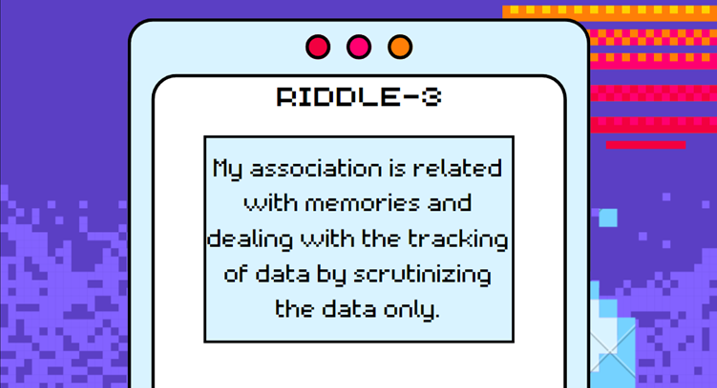 RIDDLE-3
My association is related
with memories and
dealing with the tracking
of data by scrutinizing
the data only.